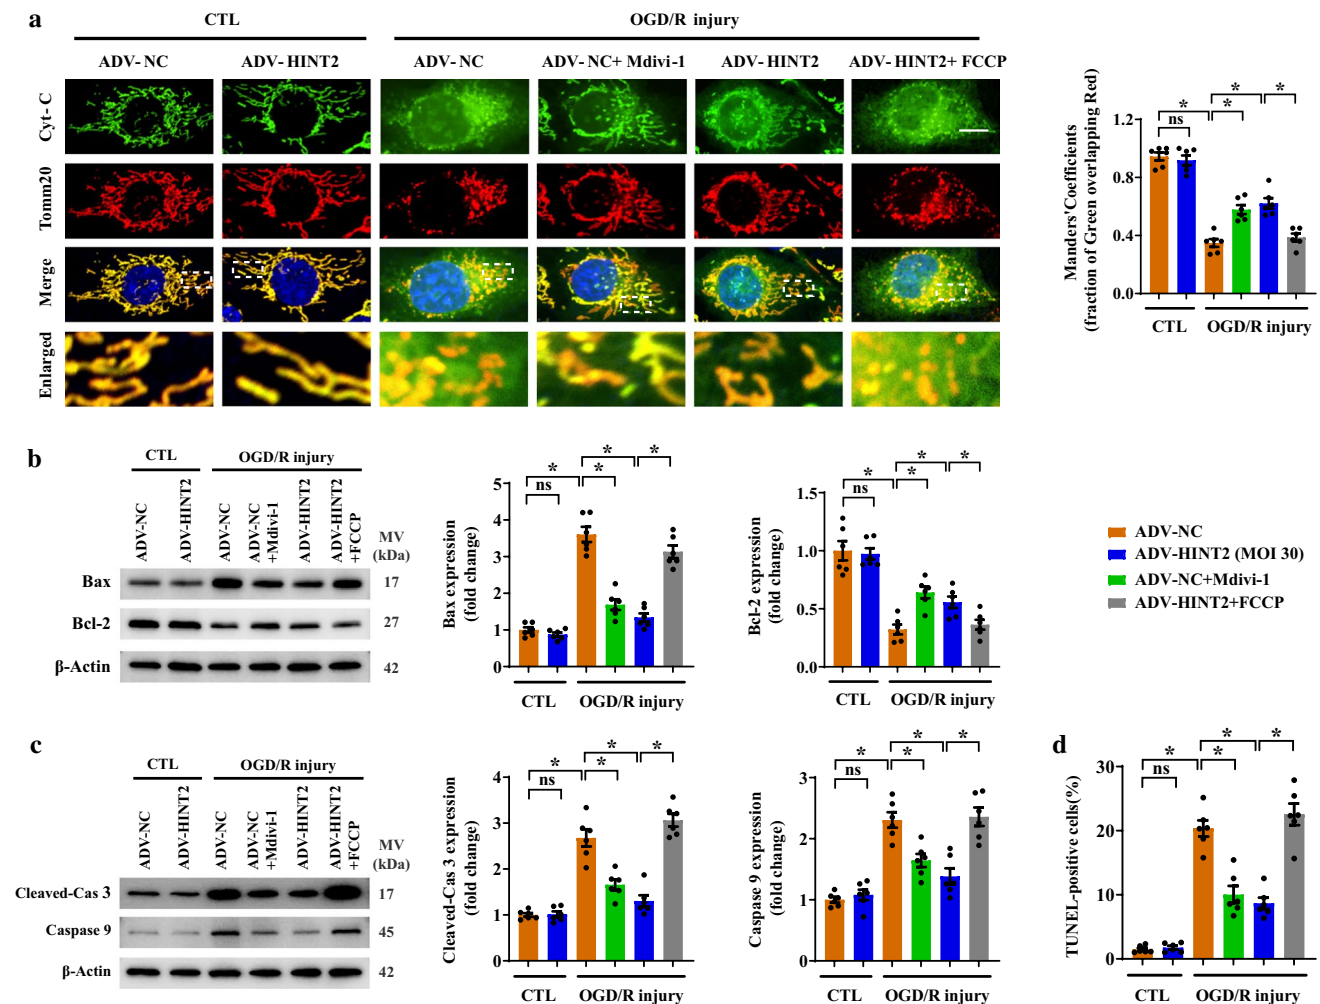 a
CTL
OGD/R injury
ADV- NC
ADV- HINT2
ADV- NC
ADV- NC+ Mdivi-1
ADV- HINT2
ADV- HINT2+ FCCP
Cyt - C
Tomm20
Merge
Enlarged
Manders'Coefficients
(fraction of Green overlapping Red)
1.2
0.8
0.4
0.0
*
ns
*
*
*
CTL
OGD/R injury
b
CTL
OGD/R injury
ADV-NC
ADV-HINT2
ADV-NC
ADV-NC
+Mdivi-1
ADV-HINT2
ADV-HINT2
+FCCP
MV
(kDa)
Bax
17
Bcl-2
27
β-Actin
42
Bax expression
(fold change)
5
4
3
2
1
0
*
ns
*
*
*
CTL
OGD/R injury
Bcl-2 expression
(fold change)
1.5
1.0
0.5
0.0
*
ns
*
*
*
CTL
OGD/R injury
ADV-NC
ADV-HINT2 (MOI 30)
ADV-NC+Mdivi-1
ADV-HINT2+FCCP
c
CTL
OGD/R injury
ADV-NC
ADV-HINT2
ADV-NC
ADV-NC
+Mdivi-1
ADV-HINT2
ADV-HINT2
+FCCP
MV
(kDa)
Cleaved-Cas 3
17
Caspase 9
45
β-Actin
42
Cleaved-Cas 3 expression
(fold change)
4
3
2
1
0
*
ns
*
*
*
CTL
OGD/R injury
Caspase 9 expression
(fold change)
3
2
1
0
*
ns
*
*
*
CTL
OGD/R injury
d
TUNEL-positive cells(%)
30
20
10
0
*
ns
*
*
*
CTL
OGD/R injury